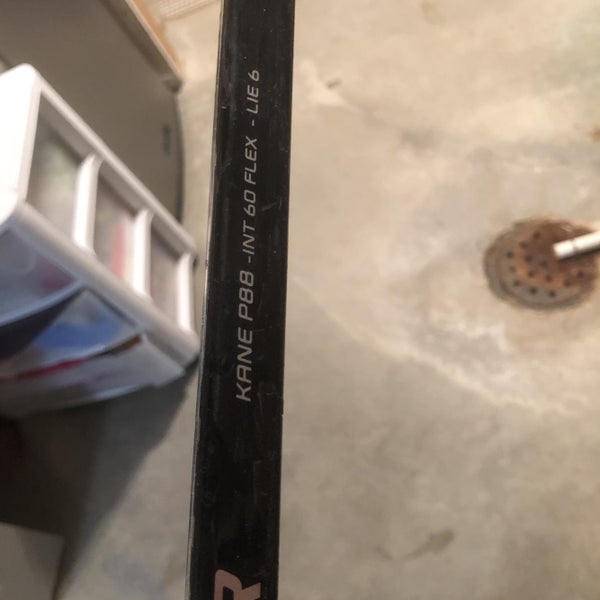 KANE P88 -INT 60 FLEX - LIE 6
R